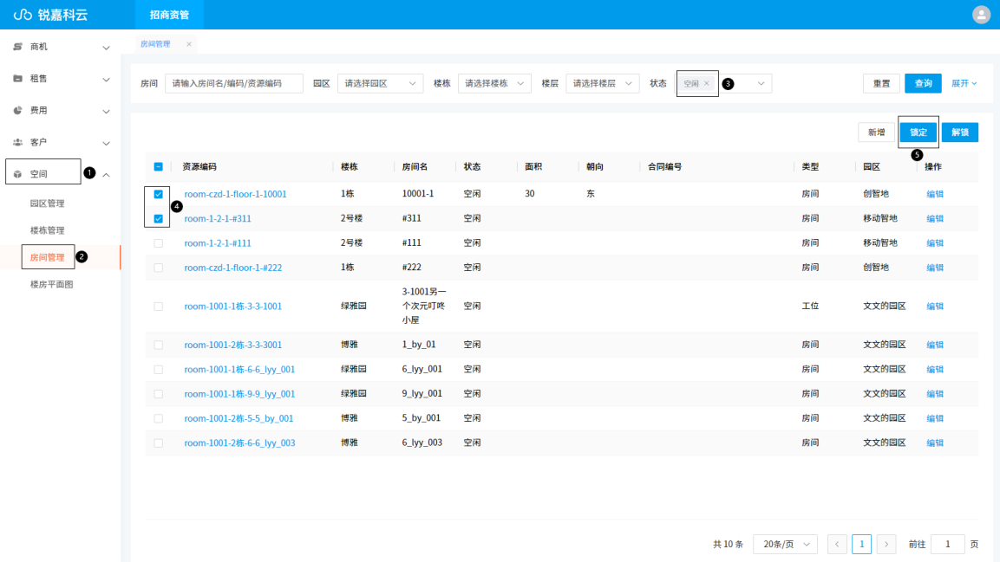 锐嘉科云
招商资管
商机
租售
费用
客户
空间 1
园区管理
楼栋管理
房间管理 2
楼房平面图
房间管理 ×
房间 请输入房间名/编码/资源编码 园区 请选择园区 楼栋 请选择楼栋 楼层 请选择楼层 状态 空闲 × 3 重置 查询 展开
新增 锁定 解锁
5
资源编码 楼栋 房间名 状态 面积 朝向 合同编号 类型 园区 操作
room-czd-1-floor-1-10001 1栋 10001-1 空闲 30 东 房间 创智地 编辑
4
room-1-2-1-#311 2号楼 #311 空闲 房间 移动智地 编辑
room-1-2-1-#111 2号楼 #111 空闲 房间 移动智地 编辑
room-czd-1-floor-1-#222 1栋 #222 空闲 房间 创智地 编辑
room-1001-1栋-3-3-1001 绿雅园 3-1001另一个次元叮咚小屋 空闲 工位 文文的园区 编辑
room-1001-2栋-3-3-3001 博雅 1_by_01 空闲 房间 文文的园区 编辑
room-1001-1栋-6-6_lyy_001 绿雅园 6_lyy_001 空闲 房间 文文的园区 编辑
room-1001-1栋-9-9_lyy_001 绿雅园 9_lyy_001 空闲 房间 文文的园区 编辑
room-1001-2栋-5-5_by_001 博雅 5_by_001 空闲 房间 文文的园区 编辑
room-1001-2栋-6-6_lyy_003 博雅 6_lyy_003 空闲 房间 文文的园区 编辑
共 10 条 20条/页 < 1 > 前往 1 页